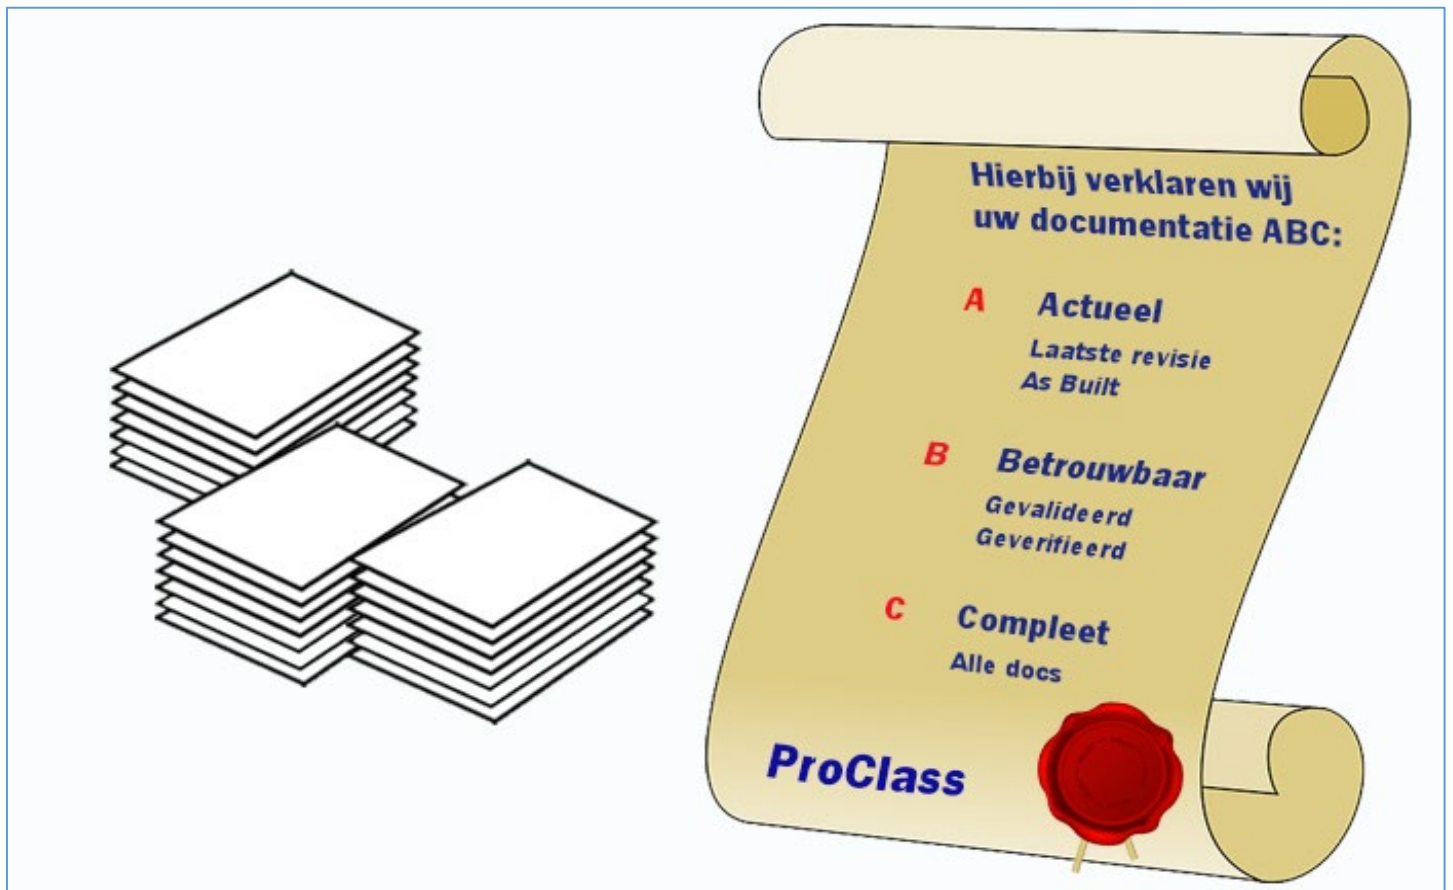 Hierbij verklaren wij
uw documentatie ABC:
A Actueel
Laatste revisie
As Built
B Betrouwbaar
Gevalideerd
Geverifieerd
C Compleet
Alle docs
ProClass